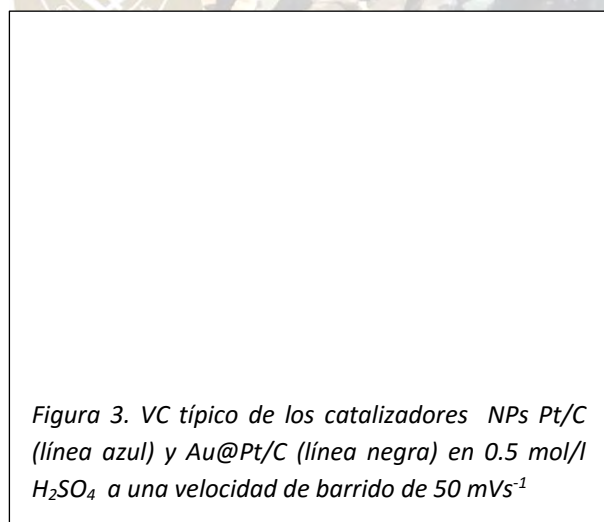 Figura 3. VC típico de los catalizadores NPs Pt/C
(línea azul) y Au@Pt/C (línea negra) en 0.5 mol/l
H₂SO₄ a una velocidad de barrido de 50 mVs⁻¹